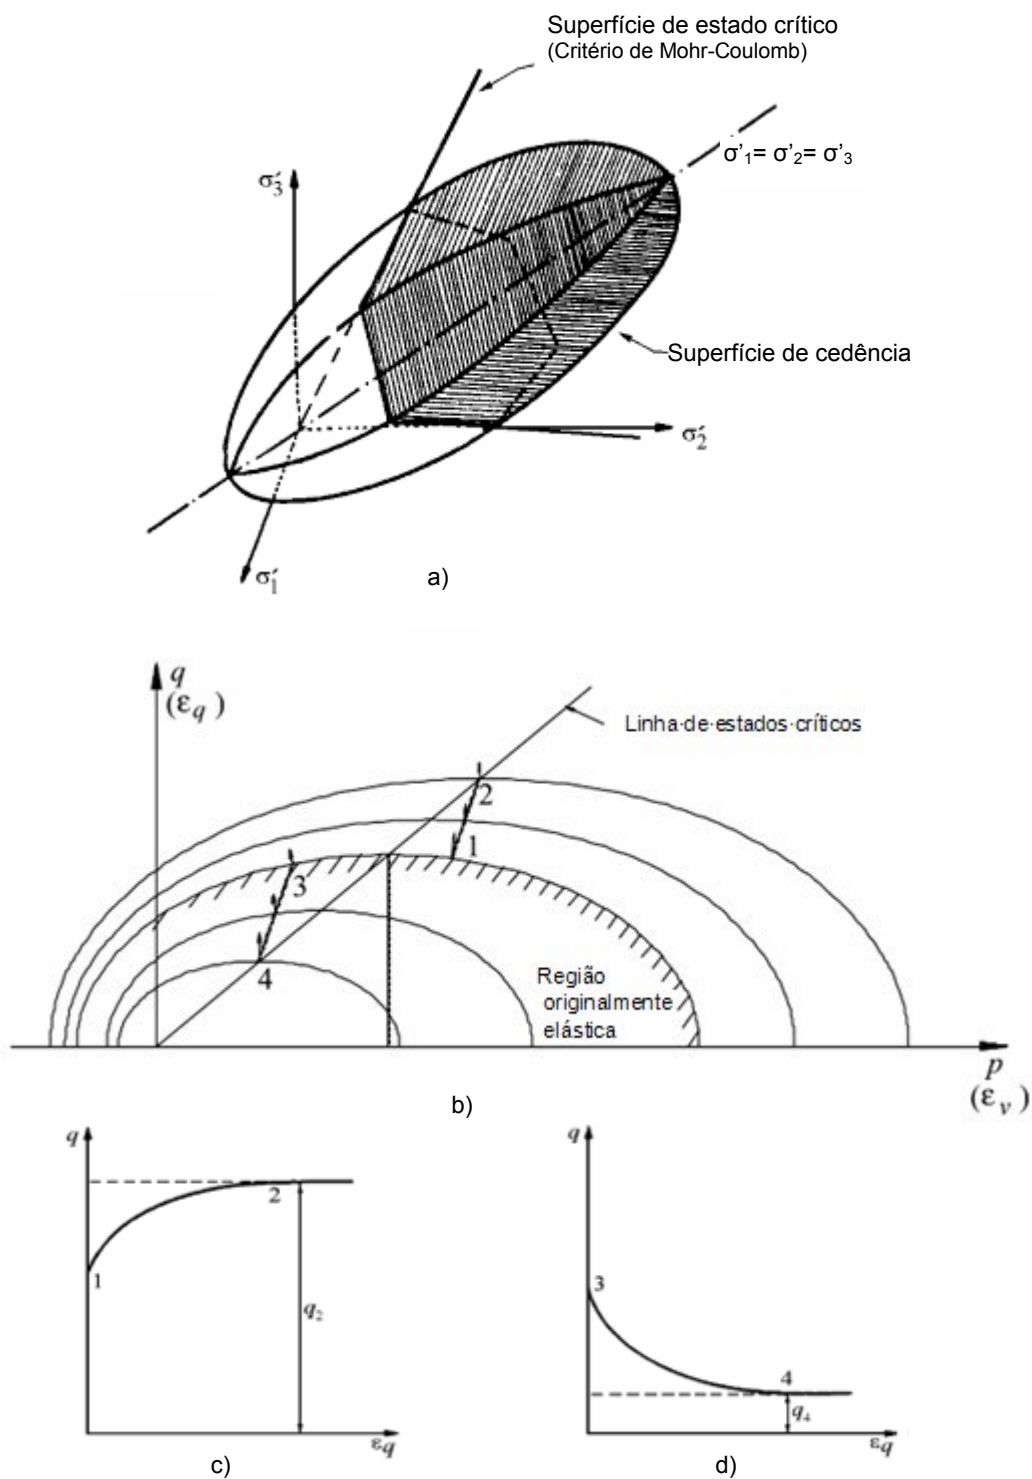 Superfície de estado crítico
(Critério de Mohr-Coulomb)
σ'₁= σ'₂= σ'₃
σ'₃
Superfície de cedência
σ'₂
σ'₁
a)
q
(εq)
Linha·de·estados·críticos
2
1
3
4
Região
originalmente
elástica
p
(εv)
b)
q
2
1
q₂
εq
c)
q
3
4
q₄
εq
d)